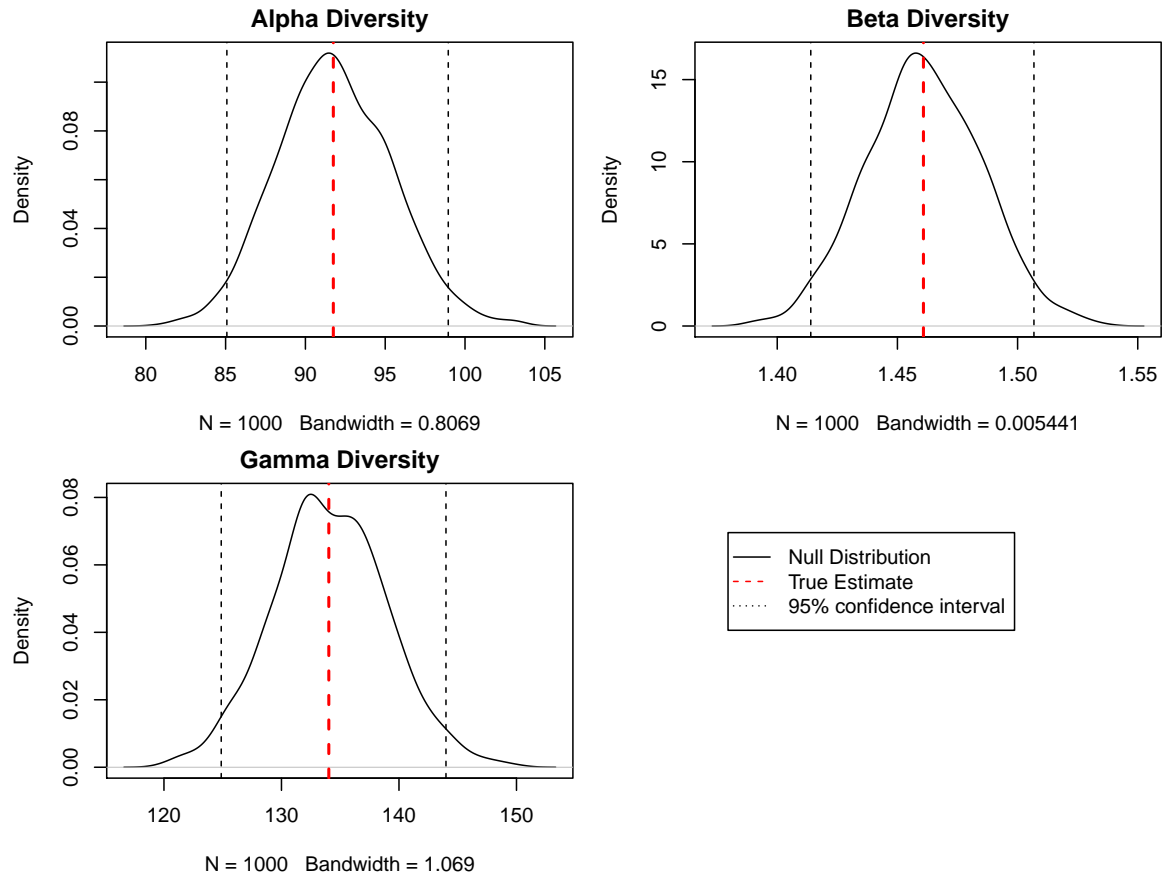 Alpha Diversity
Density
0.00 0.04 0.08
80 85 90 95 100 105
N = 1000 Bandwidth = 0.8069
Beta Diversity
Density
0 5 10 15
1.40 1.45 1.50 1.55
N = 1000 Bandwidth = 0.005441
Gamma Diversity
Density
0.00 0.02 0.04 0.06 0.08
120 130 140 150
N = 1000 Bandwidth = 1.069
Null Distribution
True Estimate
95% confidence interval